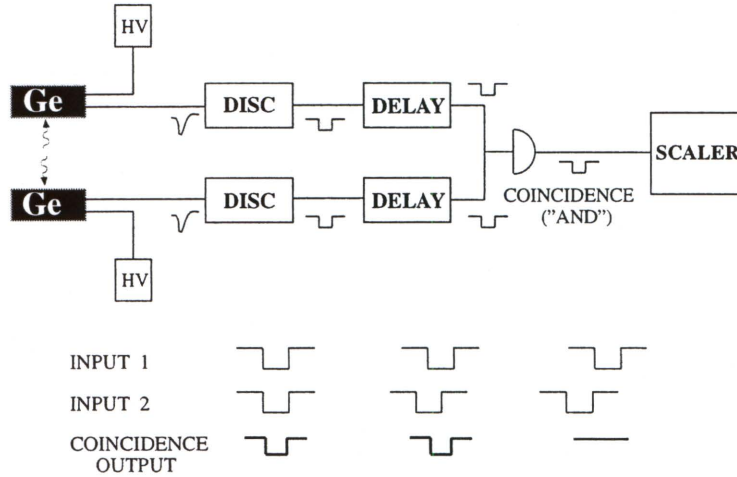 HV
Ge
DISC
DELAY
SCALER
Ge
DISC
DELAY
COINCIDENCE
("AND")
HV
INPUT 1
INPUT 2
COINCIDENCE
OUTPUT